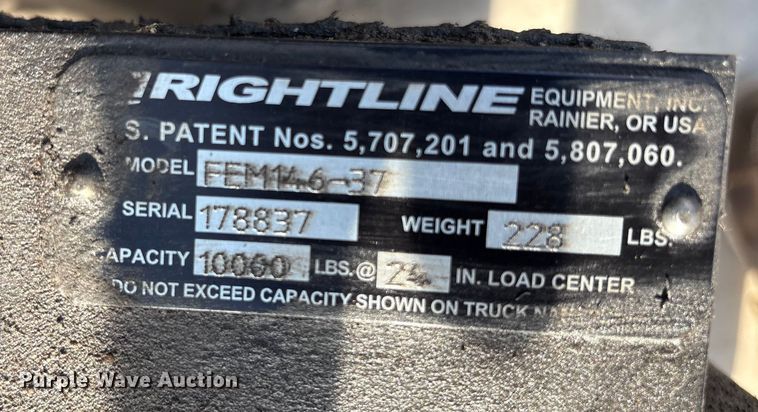 RIGHTLINE EQUIPMENT, INC.
RAINIER, OR USA
S. PATENT Nos. 5,707,201 and 5,807,060.
MODEL FEM146-37
SERIAL 178837 WEIGHT 228 LBS.
CAPACITY LBS.@ 24 IN. LOAD CENTER
DO NOT EXCEED CAPACITY SHOWN ON TRUCK
Purple Wave Auction